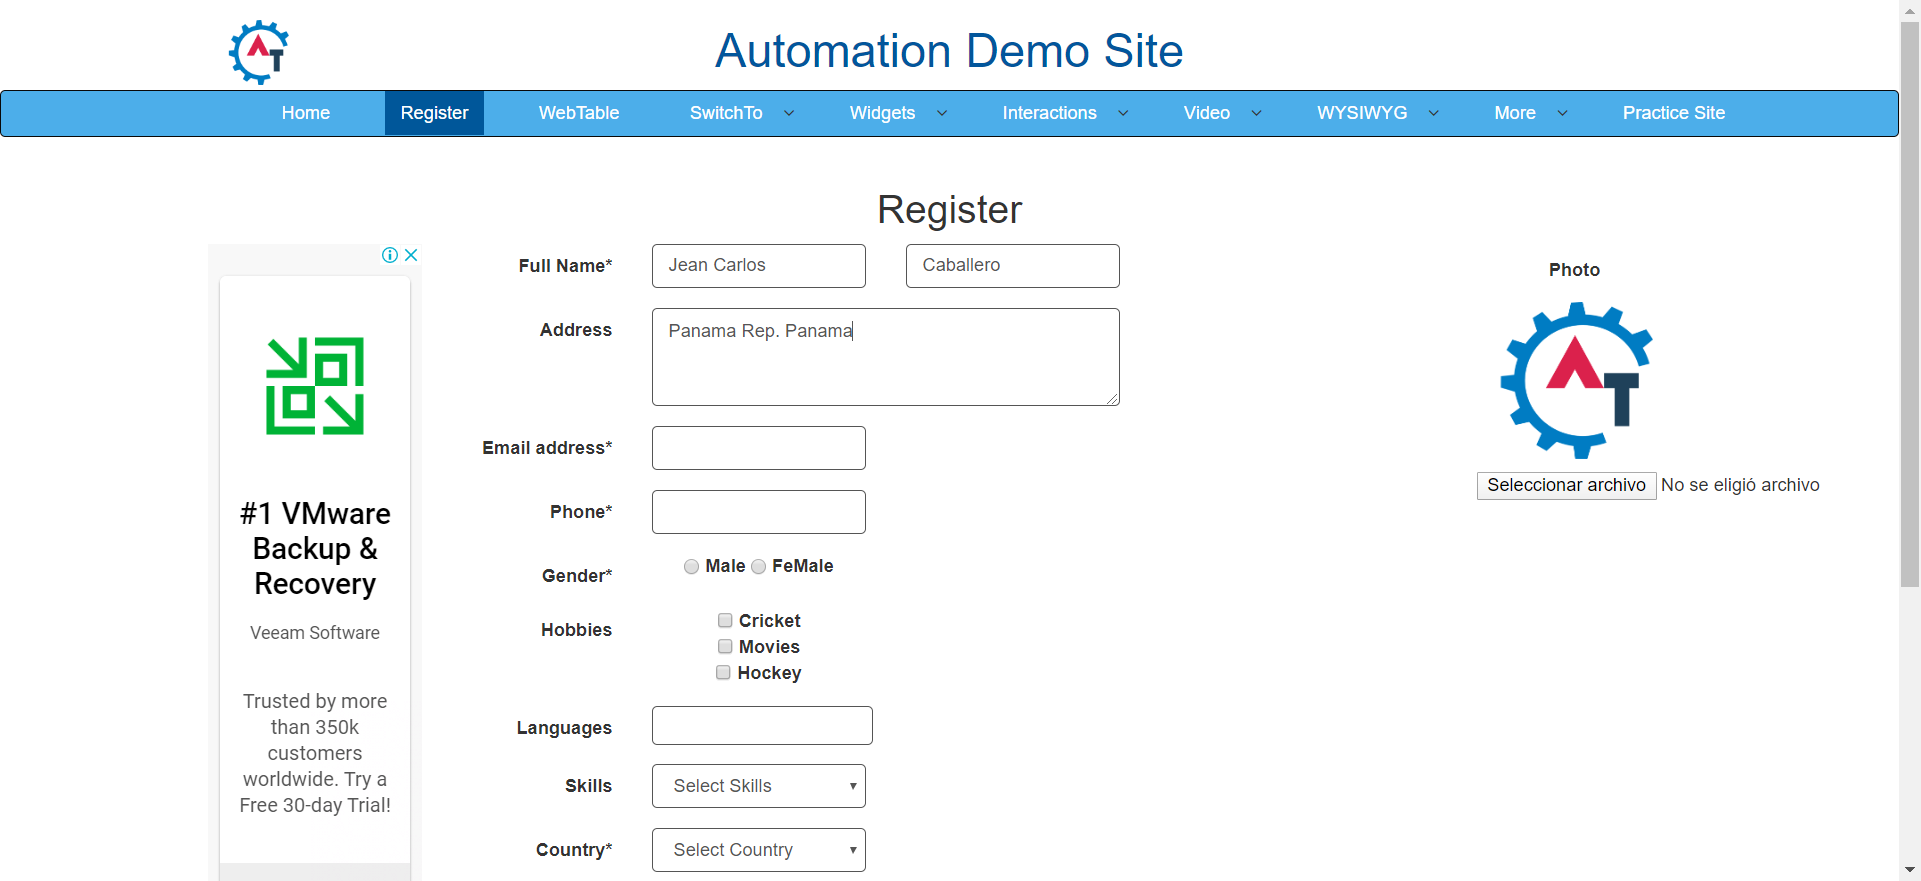 AT
Automation Demo Site
Home Register WebTable SwitchTo Widgets Interactions Video WYSIWYG More Practice Site
Register
Full Name* Jean Carlos Caballero
Address Panama Rep. Panama
Email address*
Phone*
Gender* Male FeMale
Hobbies Cricket
Movies
Hockey
Languages
Skills Select Skills
Country* Select Country
Photo
AT
Seleccionar archivo No se eligió archivo
#1 VMware
Backup &
Recovery
Veeam Software
Trusted by more
than 350k
customers
worldwide. Try a
Free 30-day Trial!